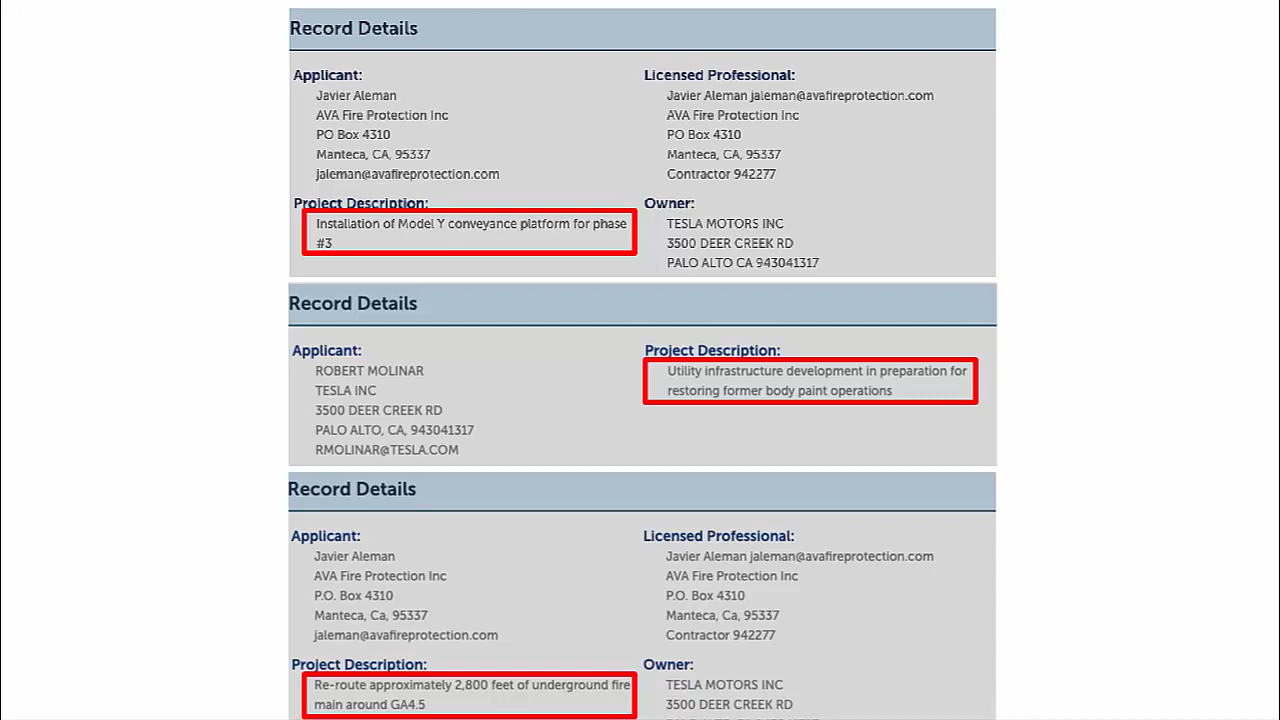 Record Details
Applicant:
Javier Aleman
AVA Fire Protection Inc
PO Box 4310
Manteca, CA, 95337
jaleman@avafireprotection.com
Project Description:
Installation of Model Y conveyance platform for phase
#3
Licensed Professional:
Javier Aleman jaleman@avafireprotection.com
AVA Fire Protection Inc
PO Box 4310
Manteca, CA, 95337
Contractor 942277
Owner:
TESLA MOTORS INC
3500 DEER CREEK RD
PALO ALTO CA 943041317
Record Details
Applicant:
ROBERT MOLINAR
TESLA INC
3500 DEER CREEK RD
PALO ALTO, CA, 943041317
RMOLINAR@TESLA.COM
Project Description:
Utility infrastructure development in preparation for
restoring former body paint operations
Record Details
Applicant:
Javier Aleman
AVA Fire Protection Inc
P.O. Box 4310
Manteca, Ca, 95337
jaleman@avafireprotection.com
Project Description:
Re-route approximately 2,800 feet of underground fire
main around GA4.5
Licensed Professional:
Javier Aleman jaleman@avafireprotection.com
AVA Fire Protection Inc
P.O. Box 4310
Manteca, Ca, 95337
Contractor 942277
Owner:
TESLA MOTORS INC
3500 DEER CREEK RD